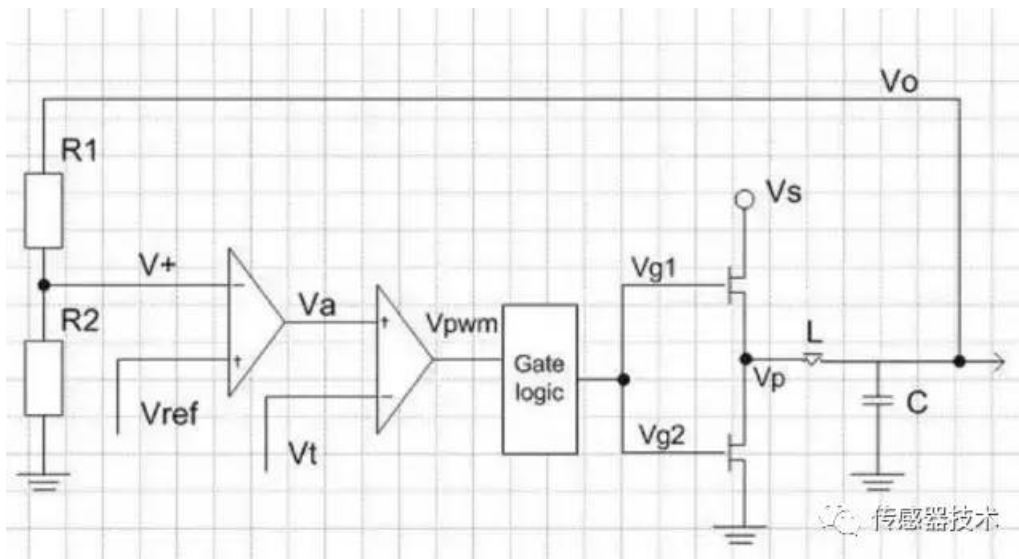 Vo
R1
Vs
V+
Vg1
Va
R2
Vpwm
L
Gate
logic
Vp
C
Vref
Vg2
Vt
传感器技术